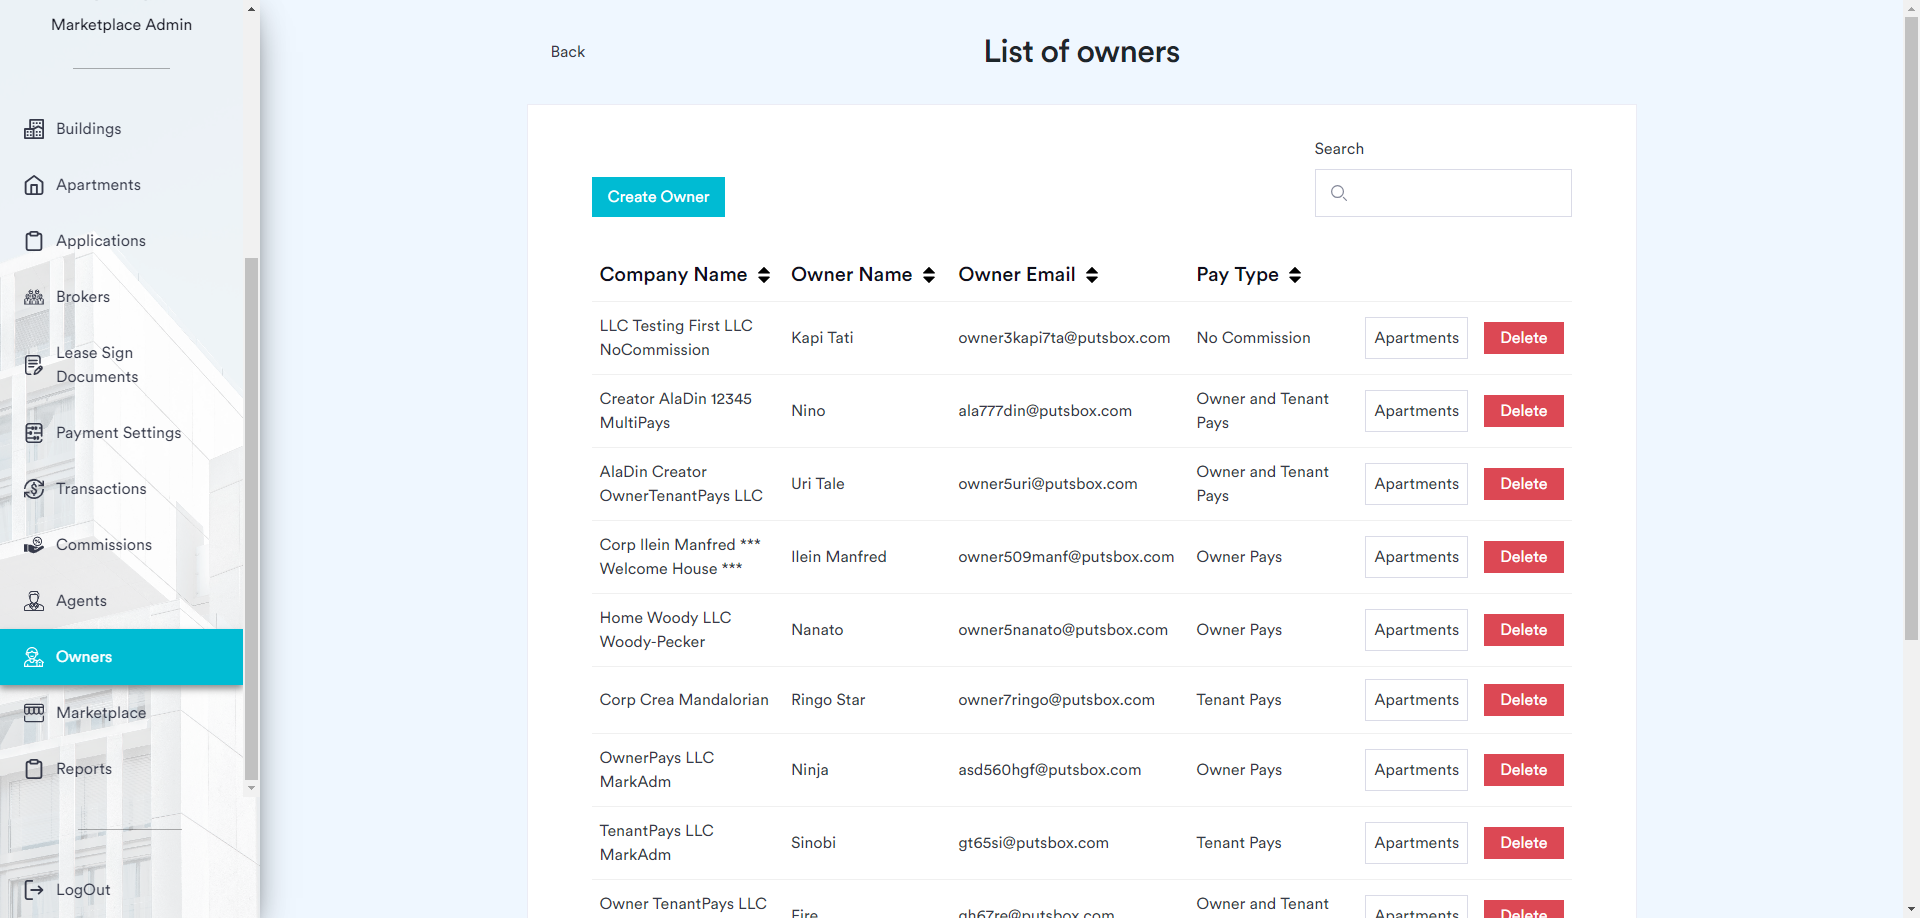 Marketplace Admin
Buildings
Apartments
Applications
Brokers
Lease Sign
Documents
Payment Settings
Transactions
Commissions
Agents
Owners
Marketplace
Reports
LogOut
Back
List of owners
Search
Create Owner
Company Name Owner Name Owner Email Pay Type
LLC Testing First LLC
NoCommission
Kapi Tati
owner3kapi7ta@putsbox.com
No Commission
Apartments
Delete
Creator AlaDin 12345
MultiPays
Nino
ala777din@putsbox.com
Owner and Tenant
Pays
Apartments
Delete
AlaDin Creator
OwnerTenantPays LLC
Uri Tale
owner5uri@putsbox.com
Owner and Tenant
Pays
Apartments
Delete
Corp Ilein Manfred ***
Welcome House ***
Ilein Manfred
owner509manf@putsbox.com
Owner Pays
Apartments
Delete
Home Woody LLC
Woody-Pecker
Nanato
owner5nanato@putsbox.com
Owner Pays
Apartments
Delete
Corp Crea Mandalorian
Ringo Star
owner7ringo@putsbox.com
Tenant Pays
Apartments
Delete
OwnerPays LLC
MarkAdm
Ninja
asd560hgf@putsbox.com
Owner Pays
Apartments
Delete
TenantPays LLC
MarkAdm
Sinobi
gt65si@putsbox.com
Tenant Pays
Apartments
Delete
Owner TenantPays LLC
Fire
gh67re@putsbox.com
Owner and Tenant
Apartments
Delete